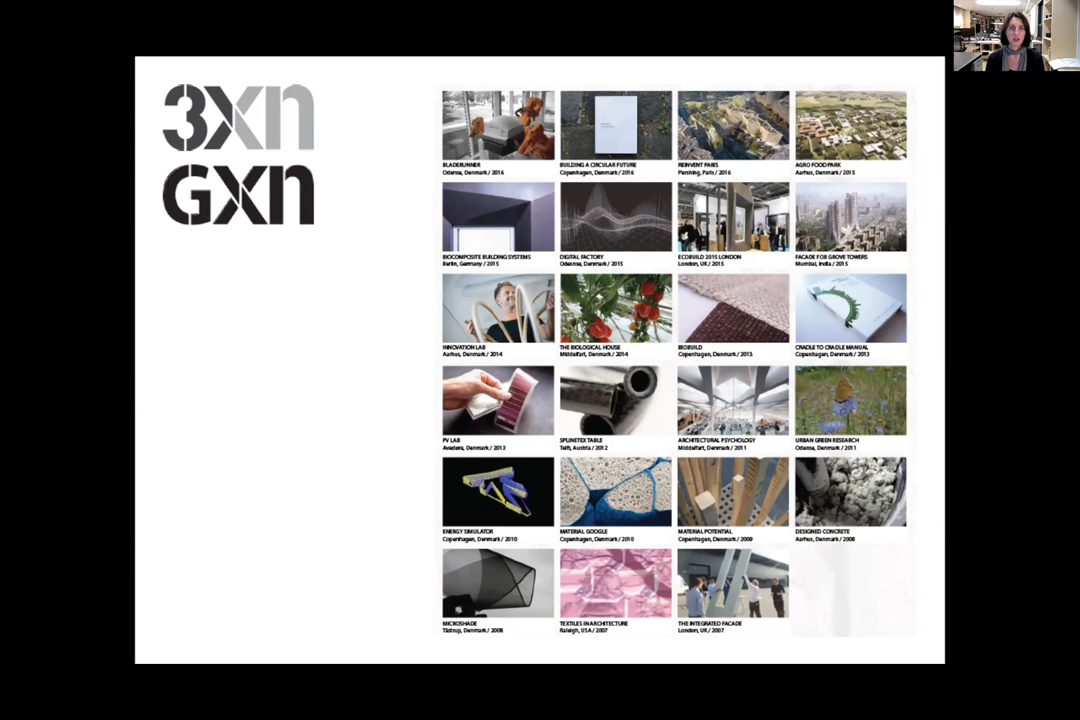 3XN
GXN
BLADERUNNER
Odense, Denmark / 2016
BUILDING A CIRCULAR FUTURE
Copenhagen, Denmark / 2016
REINVENT PARIS
Pershing, Paris / 2016
AGRO FOOD PARK
Aarhus, Denmark / 2015
BIOCOMPOSITE BUILDING SYSTEMS
Berlin, Germany / 2015
DIGITAL FACTORY
Odense, Denmark / 2015
ECOBUILD 2015 LONDON
London, UK / 2015
FACADE FOR GROVE TOWERS
Mumbai, India / 2015
INNOVATION LAB
Aarhus, Denmark / 2014
THE BIOLOGICAL HOUSE
Middelfart, Denmark / 2014
BIOBUILD
Copenhagen, Denmark / 2013
CRADLE TO CRADLE MANUAL
Copenhagen, Denmark / 2013
PV LAB
Avedøre, Denmark / 2013
SPLINETEX TABLE
Telfs, Austria / 2012
ARCHITECTURAL PSYCHOLOGY
Middelfart, Denmark / 2011
URBAN GREEN RESEARCH
Odense, Denmark / 2011
ENERGY SIMULATOR
Copenhagen, Denmark / 2010
MATERIAL GOOGLE
Copenhagen, Denmark / 2010
MATERIAL POTENTIAL
Copenhagen, Denmark / 2009
DESIGNED CONCRETE
Aarhus, Denmark / 2008
MICROSHADE
Tåstrup, Denmark / 2008
TEXTILES IN ARCHITECTURE
Raleigh, USA / 2007
THE INTEGRATED FACADE
London, UK / 2007